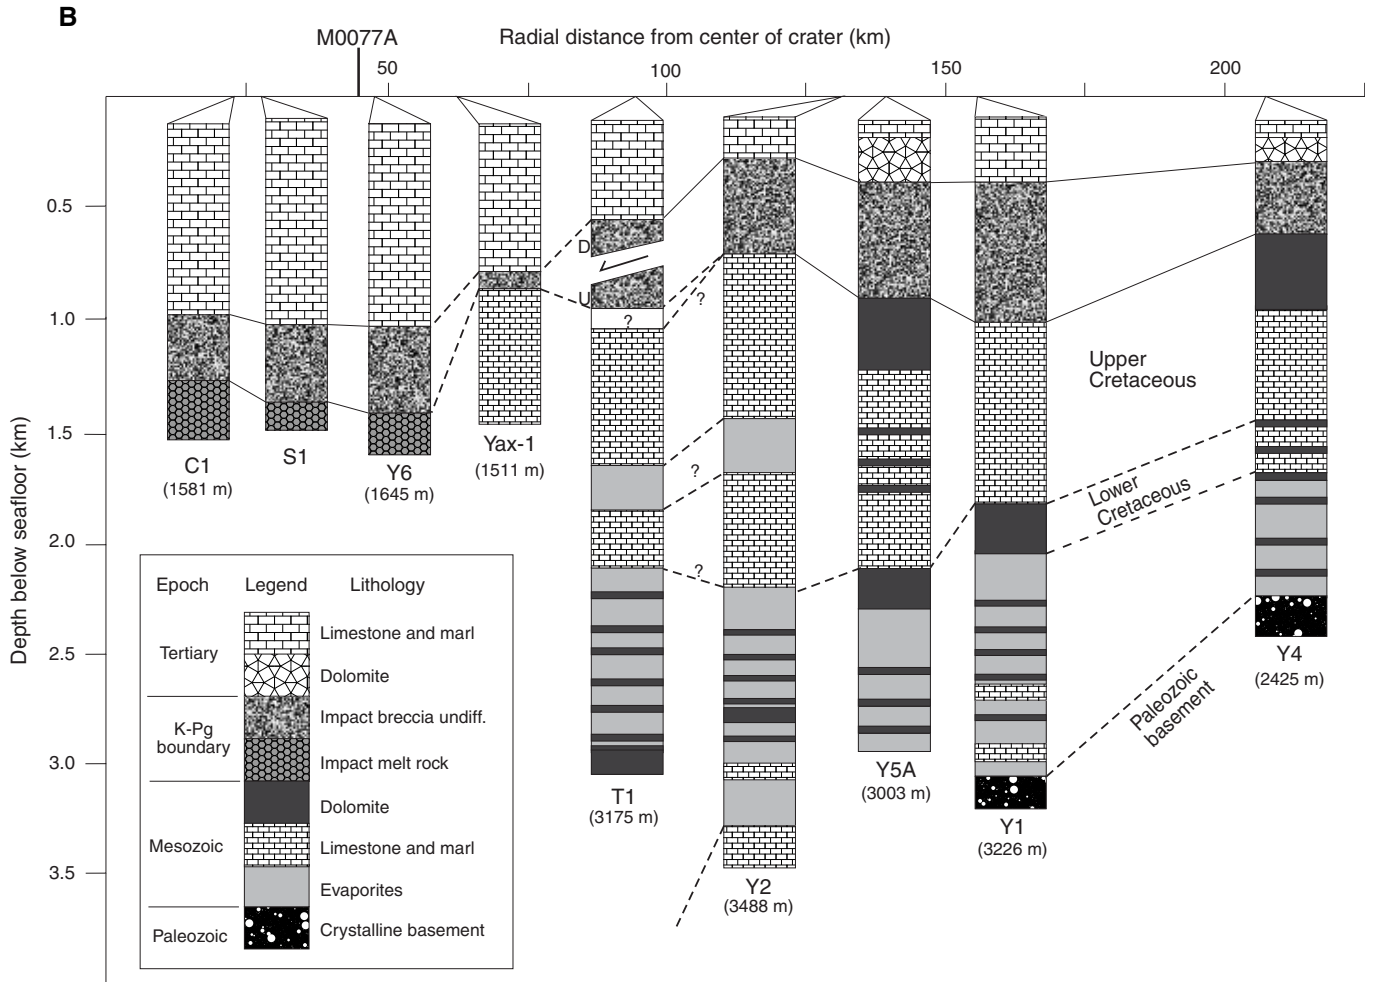 B
M0077A
Radial distance from center of crater (km)
50
100
150
200
0.5
1.0
1.5
2.0
2.5
3.0
3.5
Depth below seafloor (km)
C1
(1581 m)
S1
Y6
(1645 m)
Yax-1
(1511 m)
D
U
?
?
?
?
T1
(3175 m)
Y2
(3488 m)
Y5A
(3003 m)
Y1
(3226 m)
Y4
(2425 m)
Upper
Cretaceous
Lower
Cretaceous
Paleozoic
basement
Epoch Legend Lithology
Tertiary
Limestone and marl
Dolomite
K-Pg
boundary
Impact breccia undiff.
Impact melt rock
Mesozoic
Dolomite
Limestone and marl
Evaporites
Paleozoic
Crystalline basement